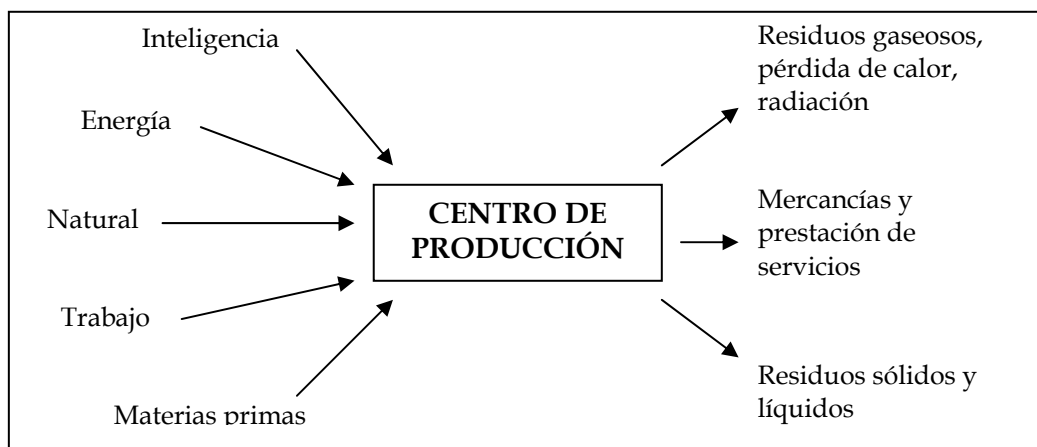 Inteligencia
Energía
Natural
Trabajo
Materias primas
CENTRO DE
PRODUCCIÓN
Residuos gaseosos,
pérdida de calor,
radiación
Mercancías y
prestación de
servicios
Residuos sólidos y
líquidos